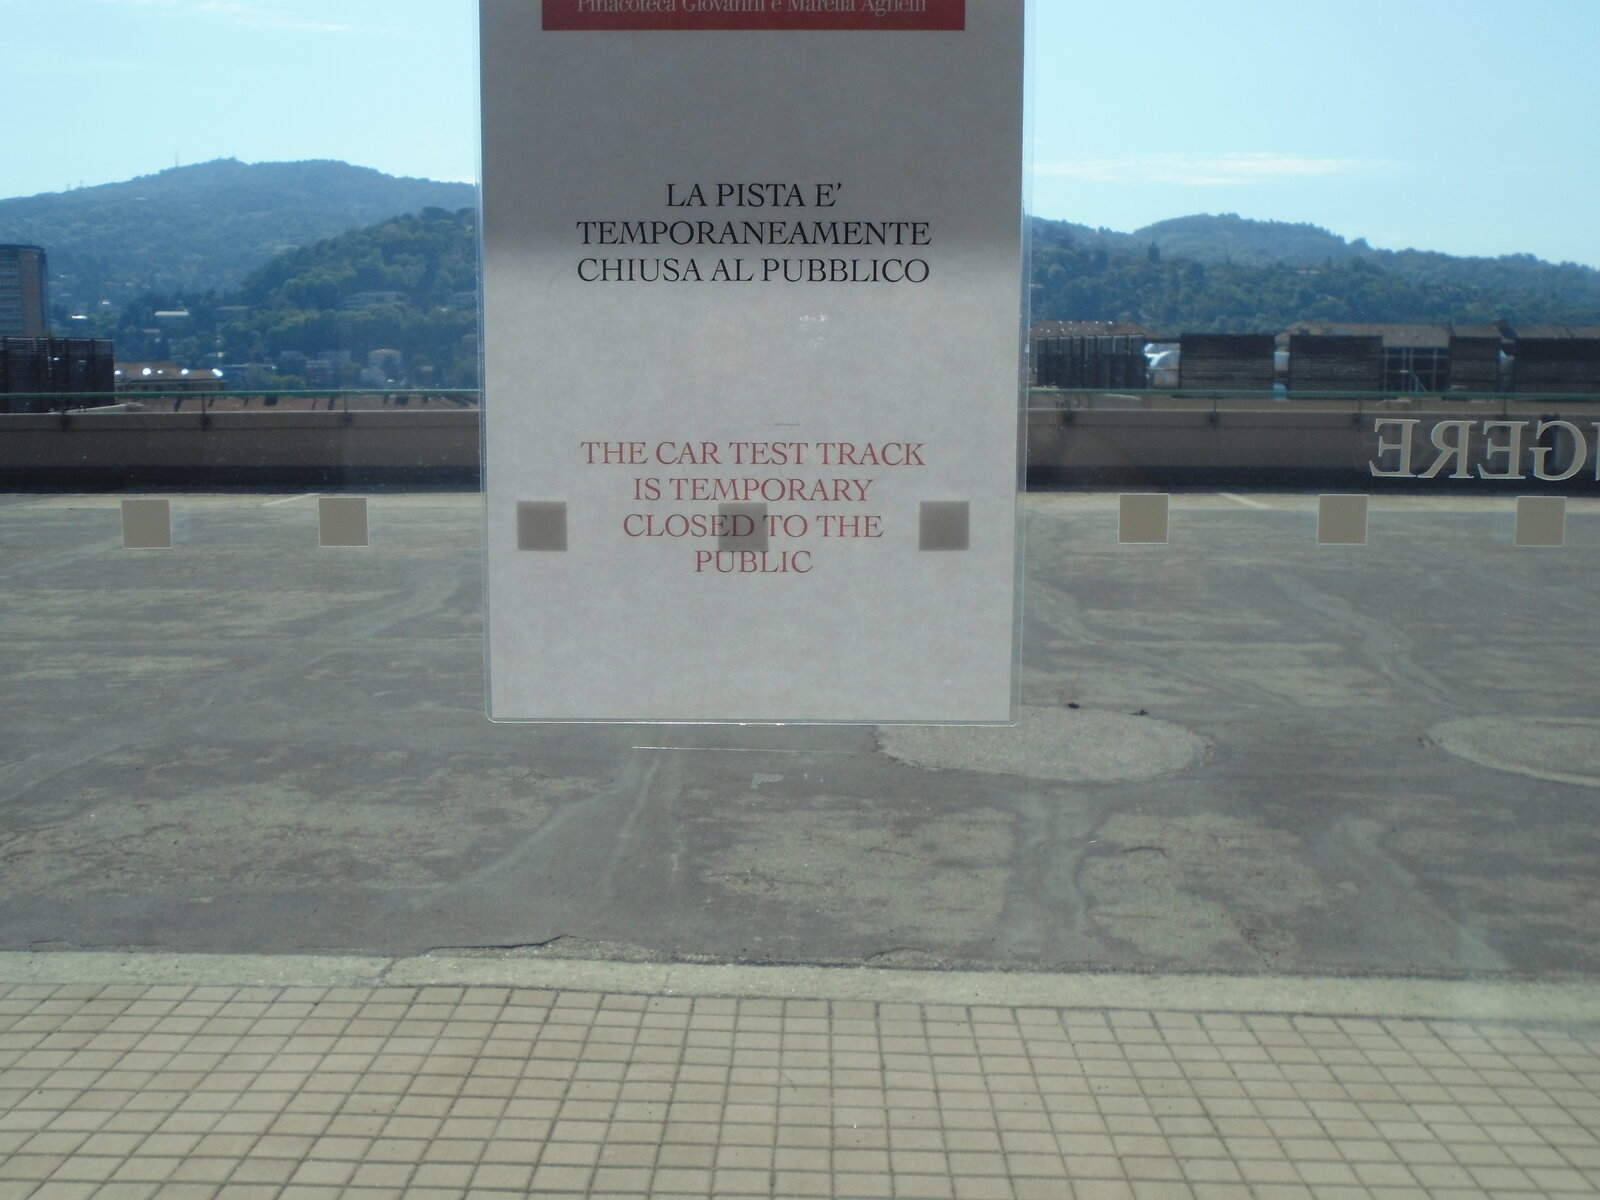 Pinacoteca Giovanni e Marella Agnelli
LA PISTA E'
TEMPORANEAMENTE
CHIUSA AL PUBBLICO
THE CAR TEST TRACK
IS TEMPORARY
CLOSED TO THE
PUBLIC
NGERE